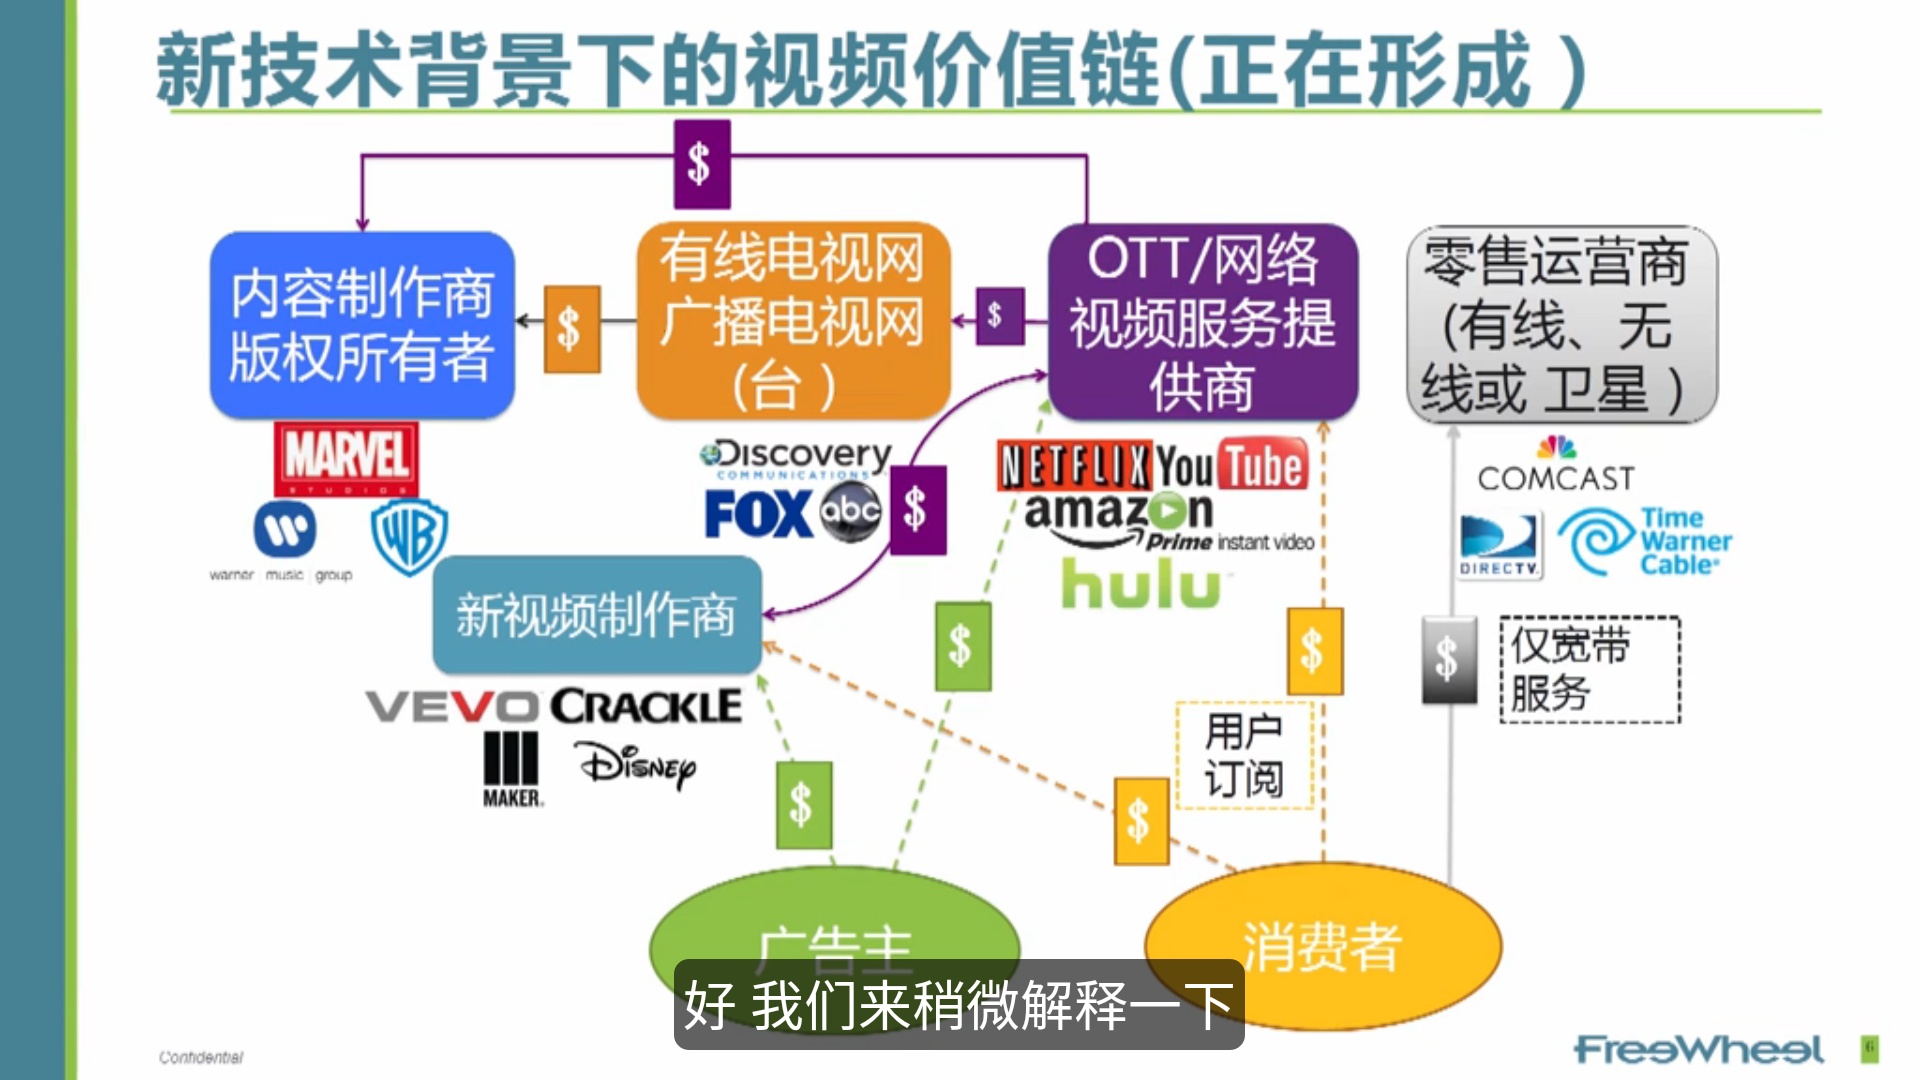 新技术背景下的视频价值链(正在形成）
$
内容制作商
版权所有者
$
有线电视网
广播电视网
(台）
$
OTT/网络
视频服务提
供商
零售运营商
(有线、无
线或 卫星）
MARVEL
STUDIOS
warner music group
WB
Discovery
COMMUNICATIONS
FOX
abc
$
NETFLIX
YouTube
amazon
Prime instant video
hulu
COMCAST
DIRECTV
Time
Warner
Cable
新视频制作商
$
$
$
仅宽带
服务
VEVO
CRACKLE
MAKER
Disney
用户
订阅
$
$
广告主
消费者
好 我们来稍微解释一下
Confidential
FreeWheel
6